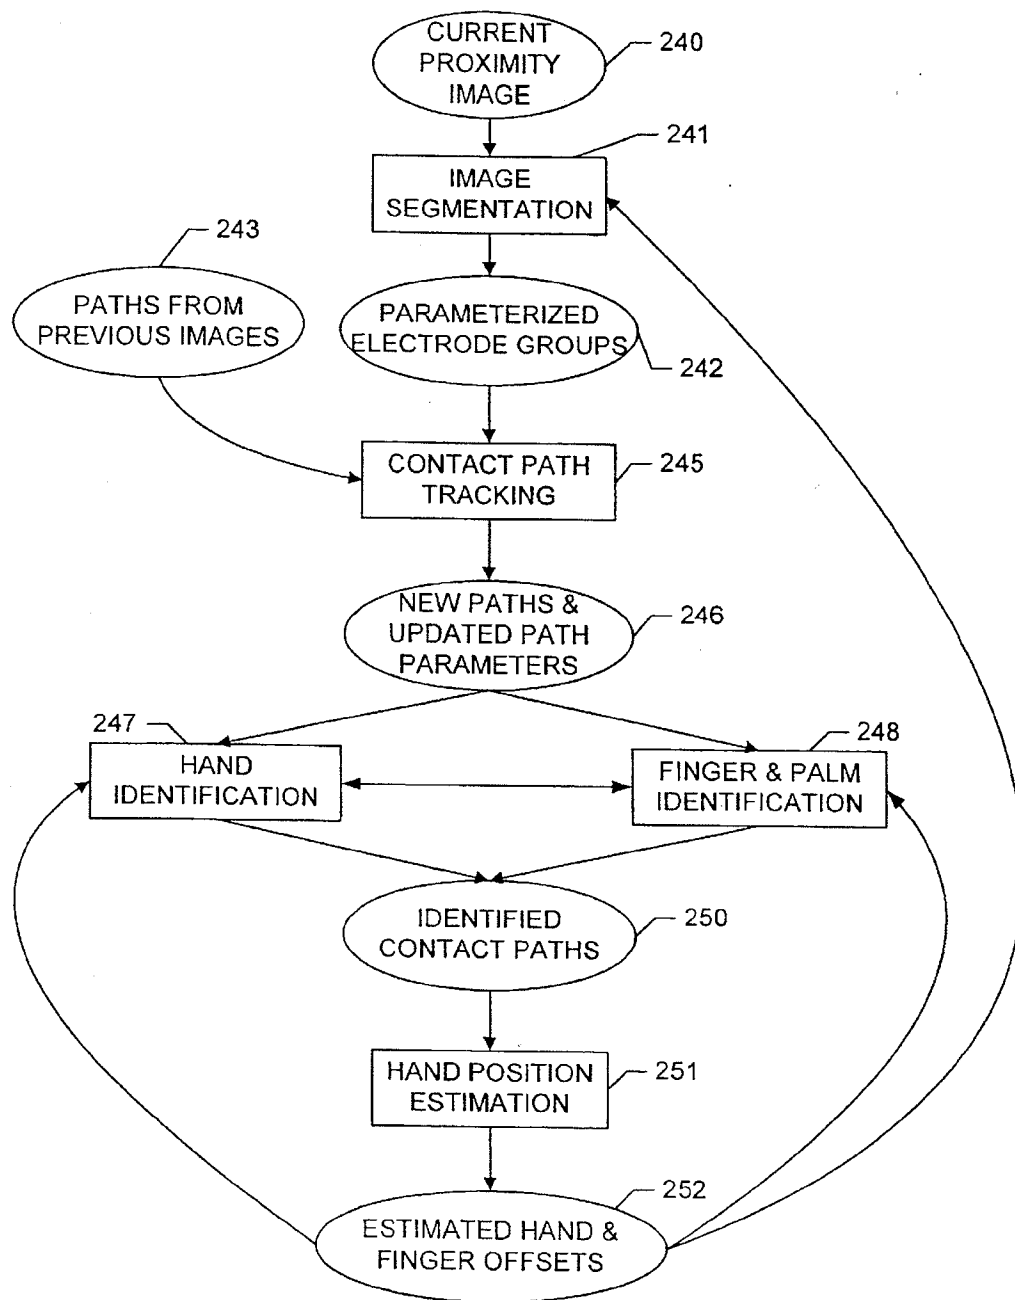 CURRENT
PROXIMITY
IMAGE
240
241
IMAGE
SEGMENTATION
243
PATHS FROM
PREVIOUS IMAGES
PARAMETERIZED
ELECTRODE GROUPS
242
CONTACT PATH
TRACKING
245
NEW PATHS &
UPDATED PATH
PARAMETERS
246
247
HAND
IDENTIFICATION
248
FINGER & PALM
IDENTIFICATION
IDENTIFIED
CONTACT PATHS
250
HAND POSITION
ESTIMATION
251
252
ESTIMATED HAND &
FINGER OFFSETS